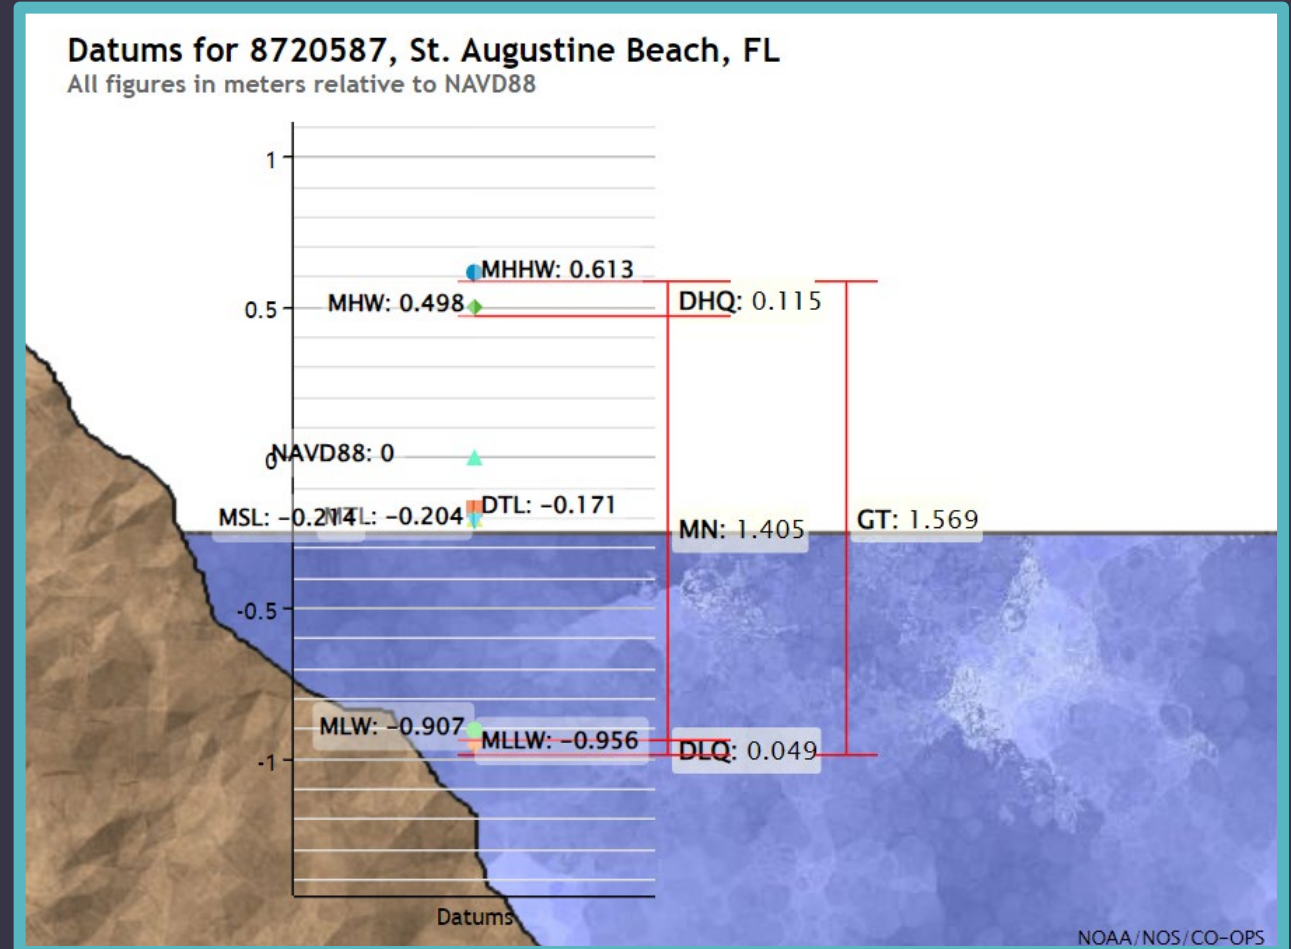 Datums for 8720587, St. Augustine Beach, FL
All figures in meters relative to NAVD88
1
MHHW: 0.613
MHW: 0.498
DHQ: 0.115
0.5
NAVD88: 0
0
DTL: -0.171
MSL: -0.214
MTL: -0.204
MN: 1.405
GT: 1.569
-0.5
MLW: -0.907
MLLW: -0.956
DLQ: 0.049
-1
Datums
NOAA/NOS/CO-OPS